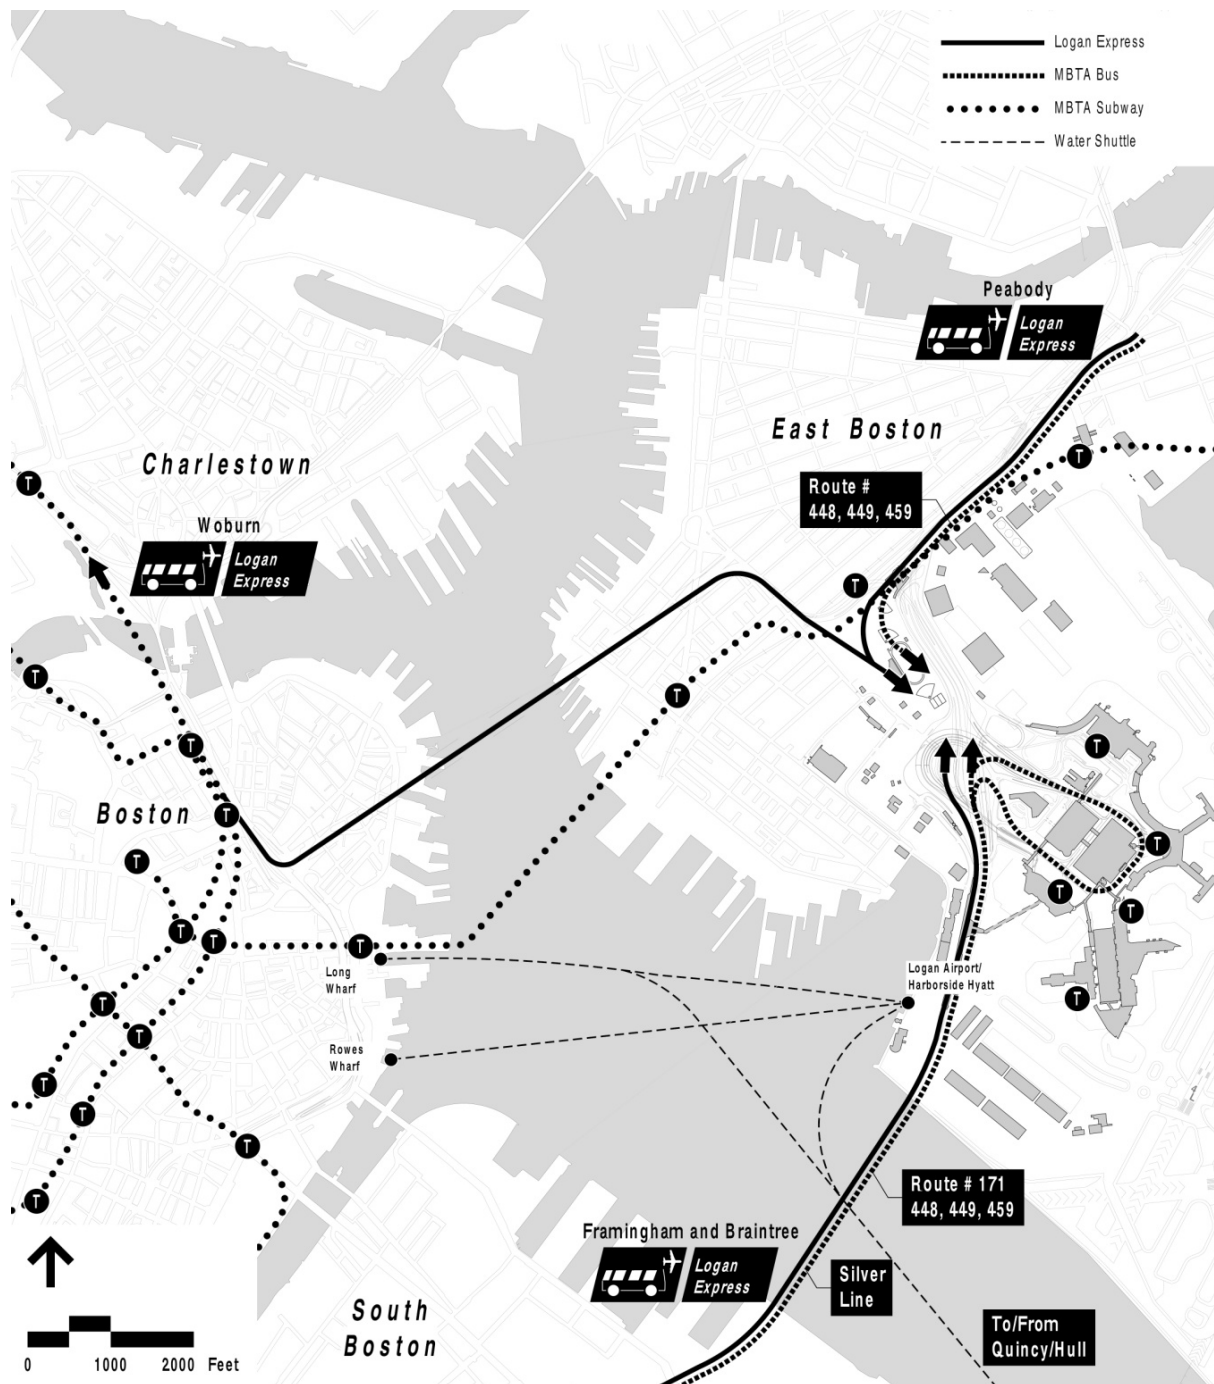 Logan Express
MBTA Bus
MBTA Subway
Water Shuttle
Peabody
Logan
Express
East Boston
Charlestown
Route #
448, 449, 459
Woburn
Logan
Express
T
T
T
T
T
T
T
T
T
Boston
T
T
T
T
T
T
T
T
Long
Wharf
Logan Airport/
Harborside Hyatt
T
T
T
Rowes
Wharf
T
T
T
T
Route # 171
448, 449, 459
Framingham and Braintree
Logan
Express
Silver
Line
South
Boston
To/From
Quincy/Hull
0 1000 2000 Feet